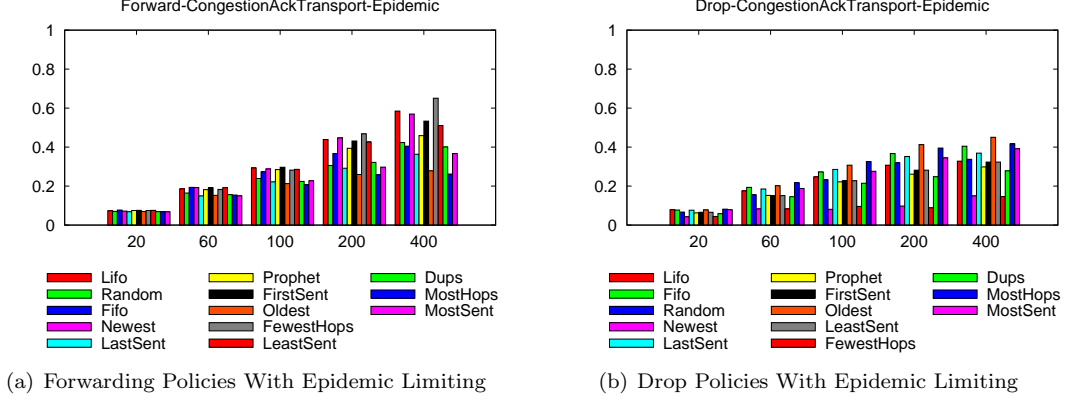 Forward-CongestionAckTransport-Epidemic
1
0.8
0.6
0.4
0.2
0
20 60 100 200 400
Lifo Prophet Dups
Random FirstSent MostHops
Fifo Oldest MostSent
Newest FewestHops
LastSent LeastSent
(a) Forwarding Policies With Epidemic Limiting
Drop-CongestionAckTransport-Epidemic
1
0.8
0.6
0.4
0.2
0
20 60 100 200 400
Lifo Prophet Dups
Fifo FirstSent MostHops
Random Oldest MostSent
Newest LeastSent
LastSent FewestHops
(b) Drop Policies With Epidemic Limiting